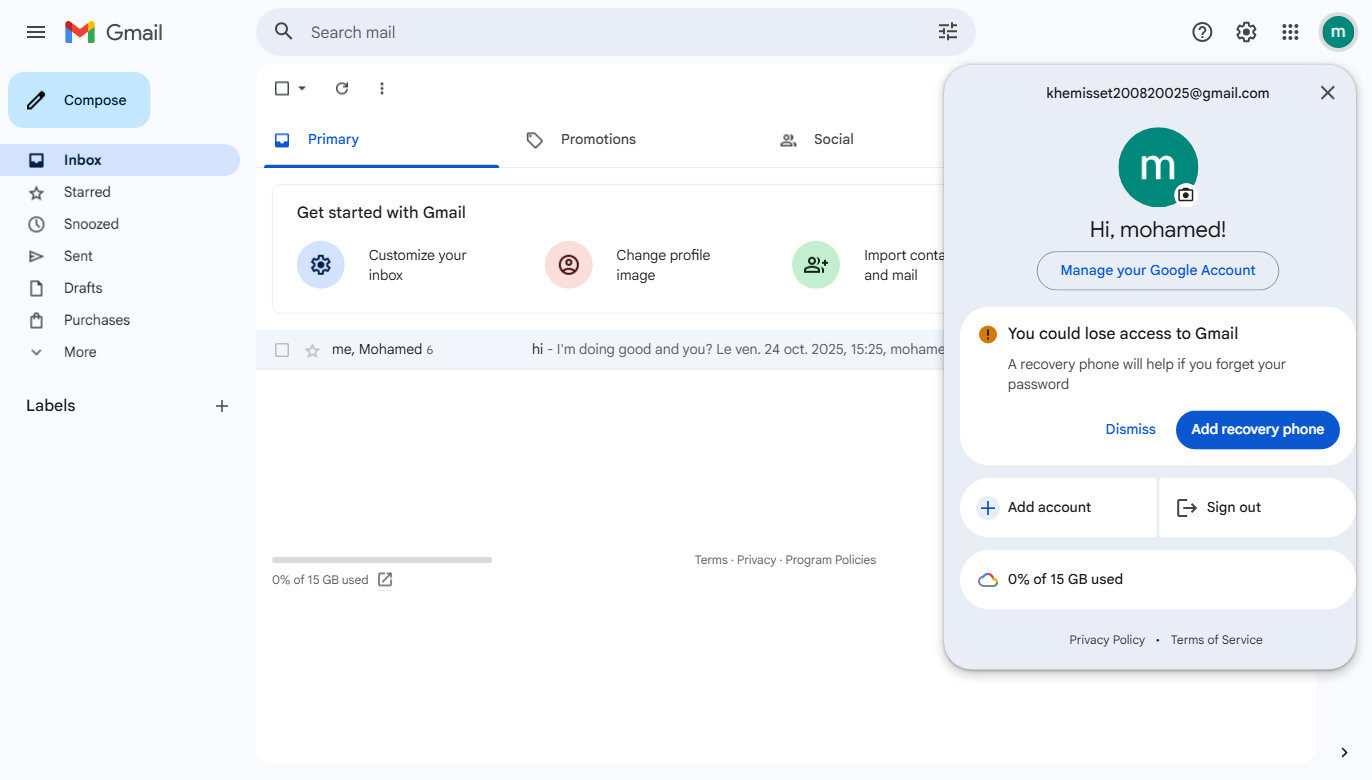 Gmail
Search mail
m
Compose
Inbox
Starred
Snoozed
Sent
Drafts
Purchases
More
Labels
Primary
Promotions
Social
Get started with Gmail
Customize your
inbox
Change profile
image
Import conta
and mail
me, Mohamed 6
hi - I'm doing good and you? Le ven. 24 oct. 2025, 15:25, mohame
0% of 15 GB used
Terms · Privacy · Program Policies
khemisset200820025@gmail.com
m
Hi, mohamed!
Manage your Google Account
You could lose access to Gmail
A recovery phone will help if you forget your
password
Dismiss
Add recovery phone
Add account
Sign out
0% of 15 GB used
Privacy Policy • Terms of Service